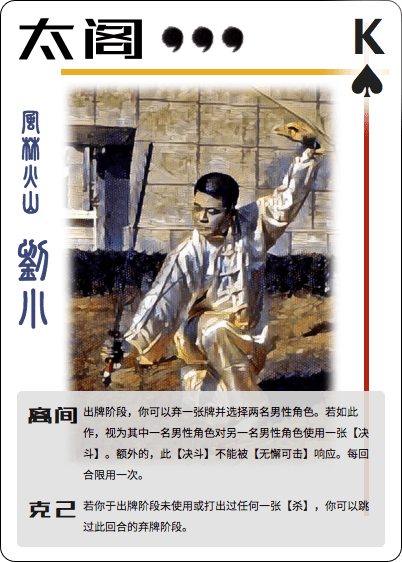 太阁
K
風林火山
劉小
离间
出牌阶段，你可以弃一张牌并选择两名男性角色。若如此
作，视为其中一名男性角色对另一名男性角色使用一张【决
斗】。额外的，此【决斗】不能被【无懈可击】响应。每回
合限用一次。
克己
若你于出牌阶段未使用或打出过任何一张【杀】，你可以跳
过此回合的弃牌阶段。